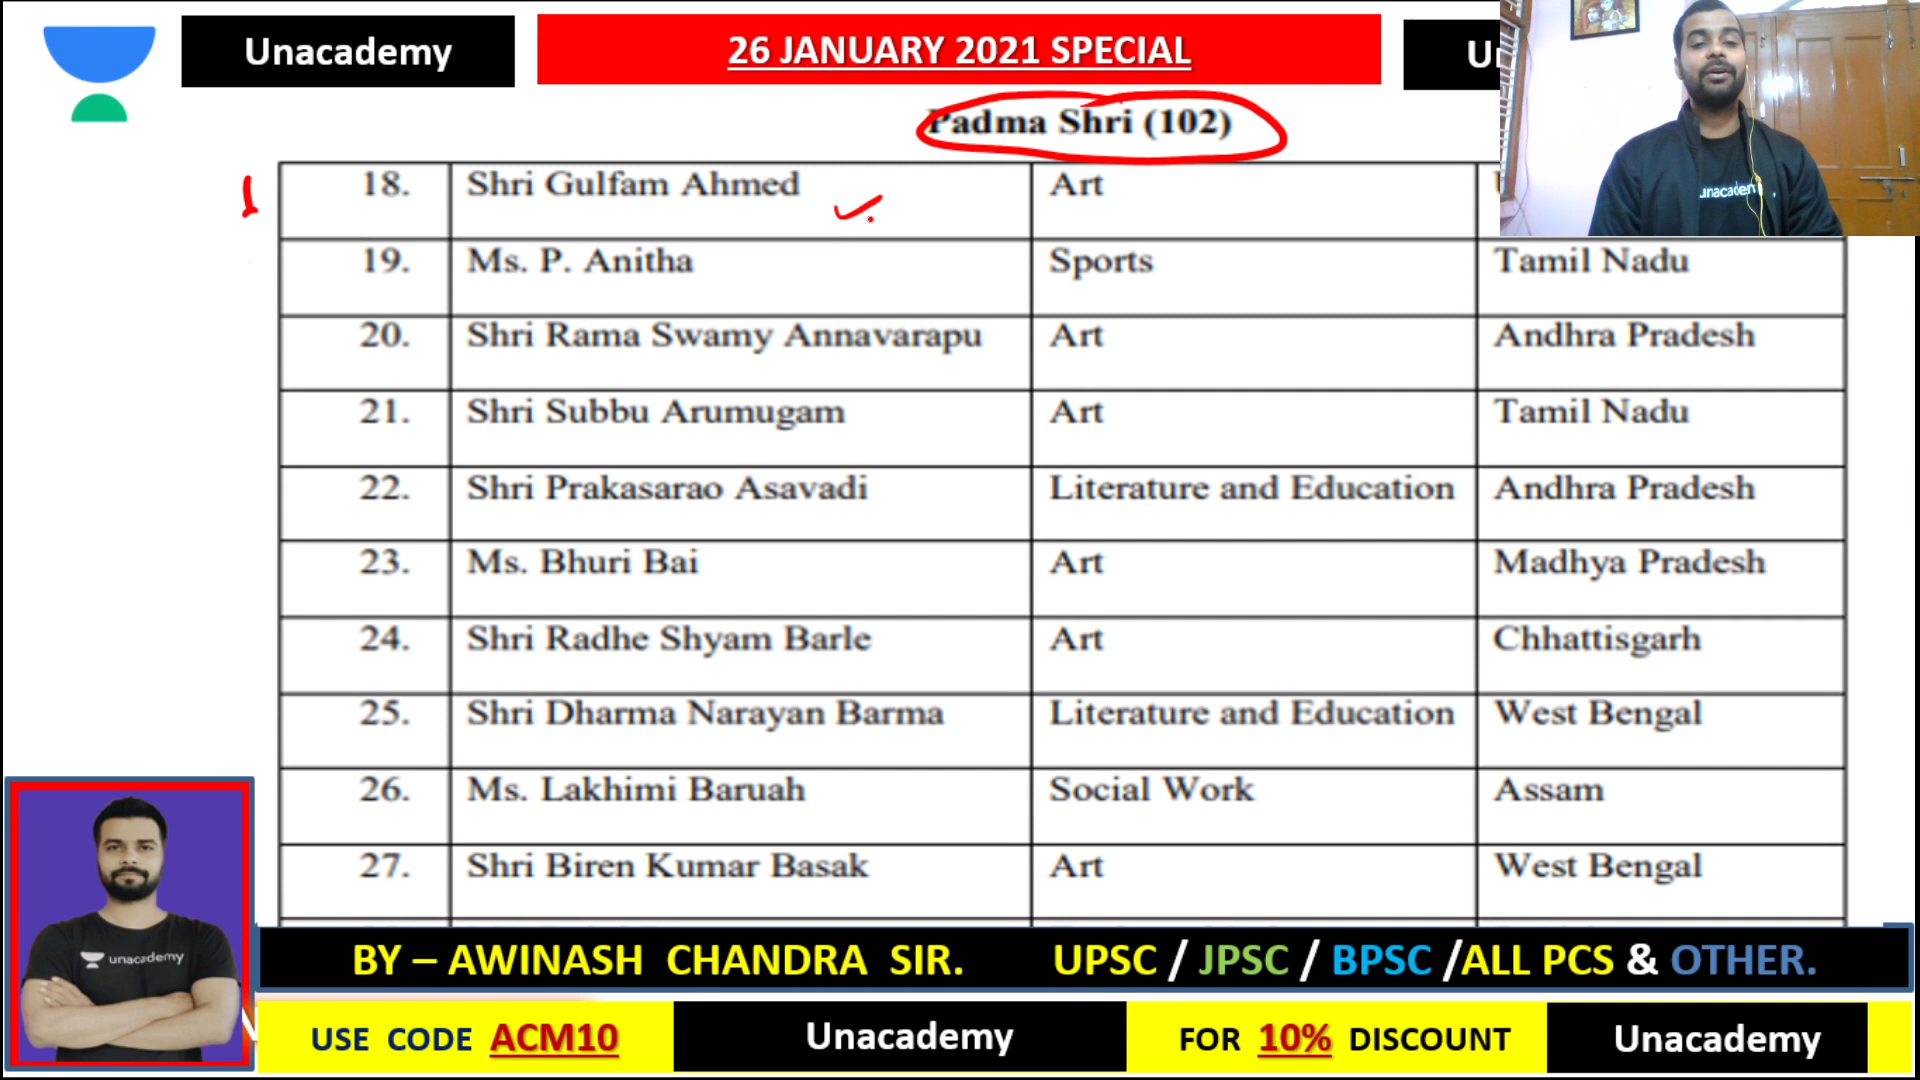 Unacademy
26 JANUARY 2021 SPECIAL
Padma Shri (102)
18. Shri Gulfam Ahmed Art
19. Ms. P. Anitha Sports Tamil Nadu
20. Shri Rama Swamy Annavarapu Art Andhra Pradesh
21. Shri Subbu Arumugam Art Tamil Nadu
22. Shri Prakasarao Asavadi Literature and Education Andhra Pradesh
23. Ms. Bhuri Bai Art Madhya Pradesh
24. Shri Radhe Shyam Barle Art Chhattisgarh
25. Shri Dharma Narayan Barma Literature and Education West Bengal
26. Ms. Lakhimi Baruah Social Work Assam
27. Shri Biren Kumar Basak Art West Bengal
unacademy
BY – AWINASH CHANDRA SIR. UPSC / JPSC / BPSC /ALL PCS & OTHER.
USE CODE ACM10 Unacademy FOR 10% DISCOUNT Unacademy